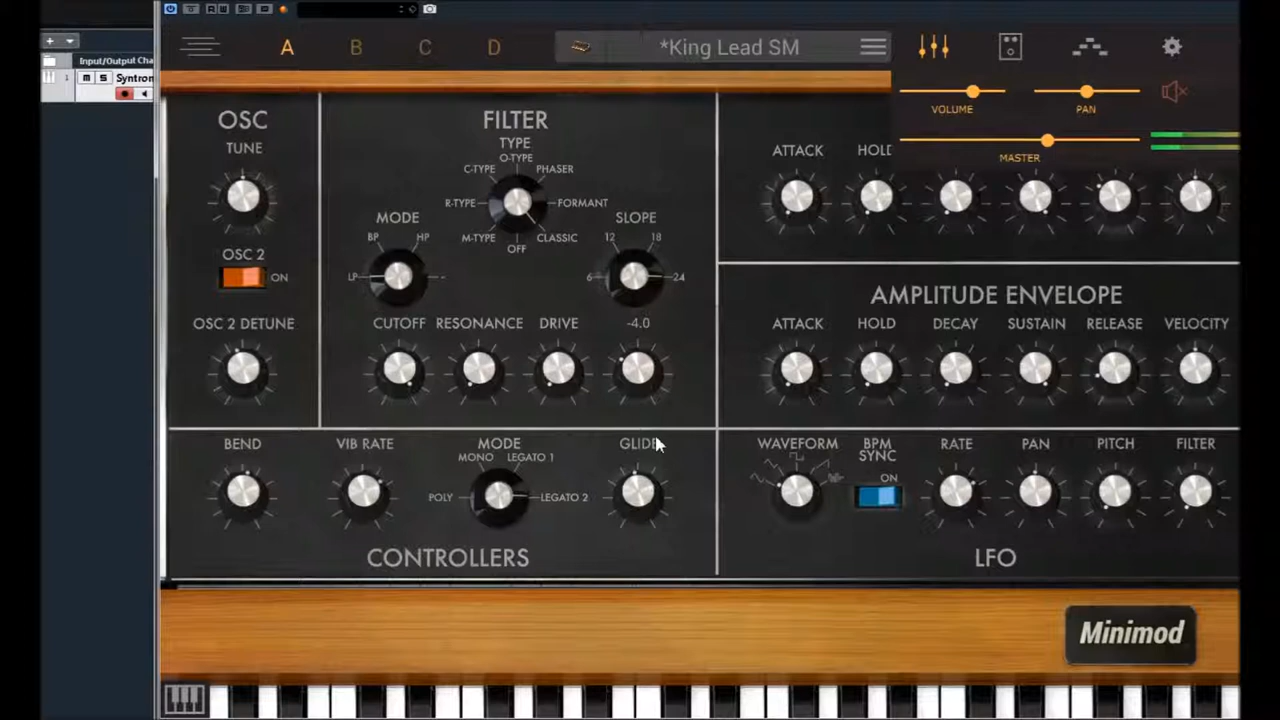 A B C D *King Lead SM
Input/Output Cha
1 M S Syntron
VOLUME PAN
MASTER
OSC
TUNE
OSC 2
ON
OSC 2 DETUNE
FILTER
TYPE
O-TYPE
C-TYPE PHASER
R-TYPE FORMANT
M-TYPE CLASSIC
OFF
MODE
BP HP
LP -
SLOPE
12 18
6 24
CUTOFF RESONANCE DRIVE -4.0
ATTACK HOLD
AMPLITUDE ENVELOPE
ATTACK HOLD DECAY SUSTAIN RELEASE VELOCITY
BEND VIB RATE MODE GLIDE
MONO LEGATO 1
POLY LEGATO 2
CONTROLLERS
WAVEFORM BPM SYNC RATE PAN PITCH FILTER
ON
LFO
Minimod